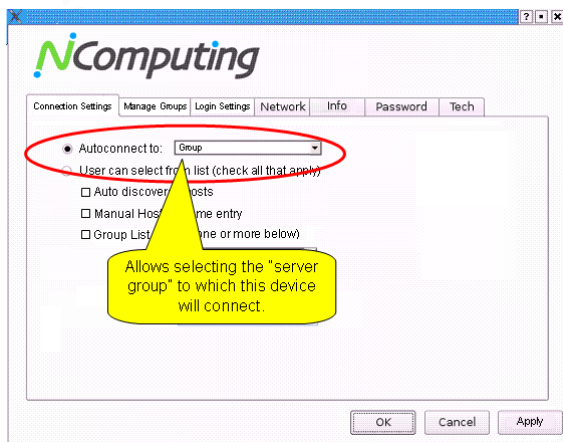 X ?
NComputing
Connection Settings Manage Groups Login Settings Network Info Password Tech
Autoconnect to: Group
User can select from list (check all that apply)
Auto discover osts
Manual Hos me entry
Group List one or more below)
Allows selecting the "server
group" to which this device
will connect.
OK Cancel Apply